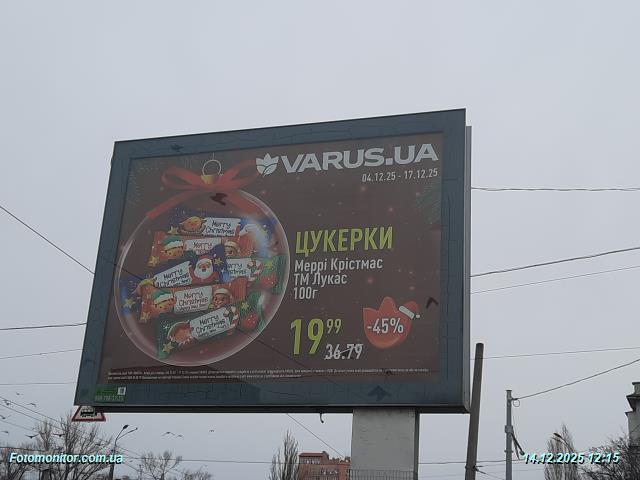 VARUS.UA
04.12.25 - 17.12.25
ЦУКЕРКИ
Меррі Крістмас
ТМ Лукас
100г
19 99
36.79
-45%
Merry Christmas
Merry Christmas
Merry Christmas
Merry Christmas
Fotomonitor.com.ua
14.12.2025 12:15